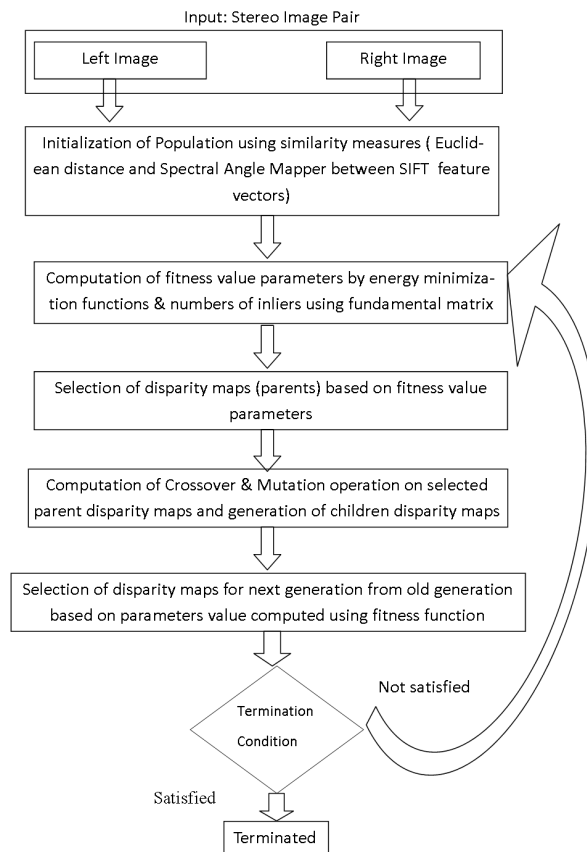 Input: Stereo Image Pair
Left Image
Right Image
Initialization of Population using similarity measures ( Euclid-
ean distance and Spectral Angle Mapper between SIFT feature
vectors)
Computation of fitness value parameters by energy minimiza-
tion functions & numbers of inliers using fundamental matrix
Selection of disparity maps (parents) based on fitness value
parameters
Computation of Crossover & Mutation operation on selected
parent disparity maps and generation of children disparity maps
Selection of disparity maps for next generation from old generation
based on parameters value computed using fitness function
Not satisfied
Termination
Condition
Satisfied
Terminated